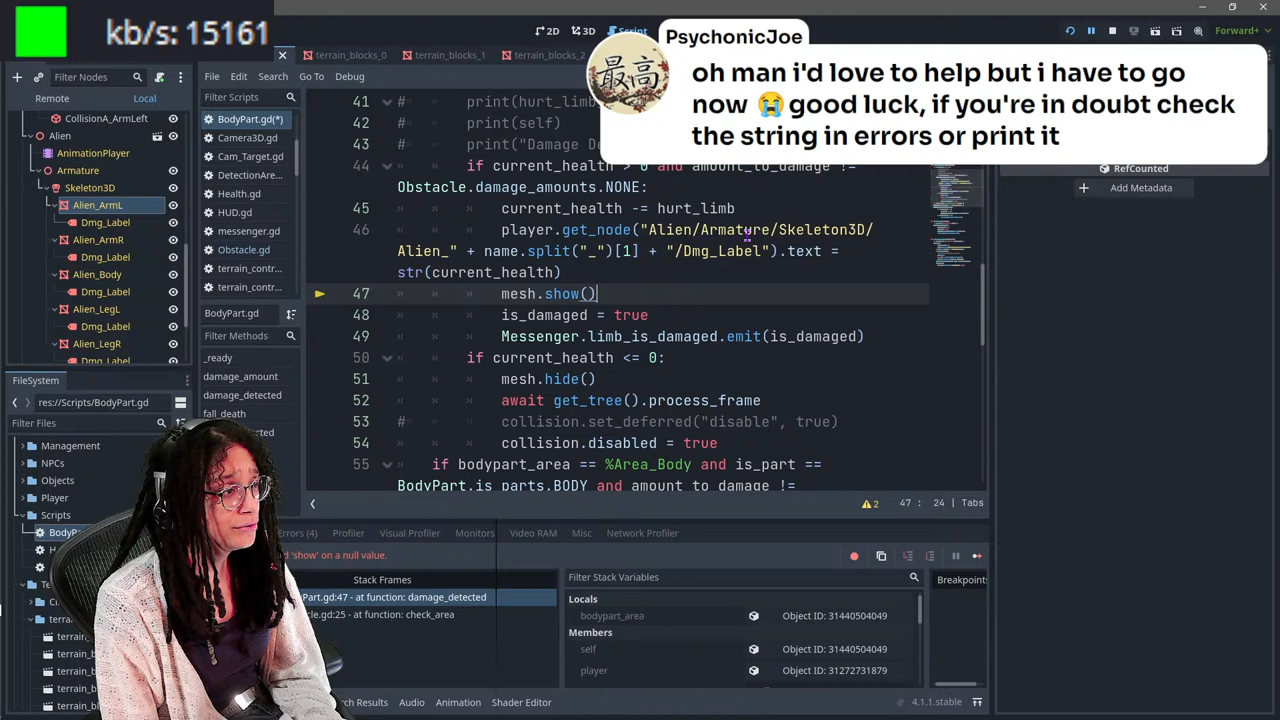 kb/s: 15161
PsychonicJoe
oh man i'd love to help but i have to go
now 😭 good luck, if you're in doubt check
the string in errors or print it
2D
3D
Script
Forward+
terrain_blocks_0
terrain_blocks_1
terrain_blocks_2
Filter Nodes
Remote
Local
CollisionA_ArmLeft
Alien
AnimationPlayer
Armature
Skeleton3D
Alien_ArmL
Dmg_Label
Alien_ArmR
Dmg_Label
Alien_Body
Dmg_Label
Alien_LegL
Dmg_Label
Alien_LegR
Dmg_Label
FileSystem
res://Scripts/BodyPart.gd
Filter Files
Management
NPCs
Objects
Player
Scripts
File
Edit
Search
Go To
Debug
Filter Scripts
BodyPart.gd(*)
Camera3D.gd
Cam_Target.gd
DetectionArea...
Health.gd
HUD.gd
messenger.gd
Obstacle.gd
terrain_contr...
terrain_contr...
BodyPart.gd
Filter Methods
_ready
damage_amount
damage_detected
fall_death
41 # print(hurt_limb
42 # print(self)
43 # print("Damage De
44 if current_health > 0 and amount_to_damage !=
Obstacle.damage_amounts.NONE:
45 current_health -= hurt_limb
46 player.get_node("Alien/Armature/Skeleton3D/
Alien_" + name.split("_")[1] + "/Dmg_Label").text =
str(current_health)
47 mesh.show()
48 is_damaged = true
49 Messenger.limb_is_damaged.emit(is_damaged)
50 if current_health <= 0:
51 mesh.hide()
52 await get_tree().process_frame
53 # collision.set_deferred("disable", true)
54 collision.disabled = true
55 if bodypart_area == %Area_Body and is_part ==
BodyPart.is_parts.BODY and amount_to_damage !=
2
47 : 24 | Tabs
RefCounted
Add Metadata
Errors (4)
Profiler
Visual Profiler
Monitors
Video RAM
Misc
Network Profiler
'show' on a null value.
Stack Frames
Part.gd:47 - at function: damage_detected
cle.gd:25 - at function: check_area
Filter Stack Variables
Locals
bodypart_area
Object ID: 31440504049
Members
self
Object ID: 31440504049
player
Object ID: 31272731879
Breakpoints
Audio
Animation
Shader Editor
4.1.1.stable